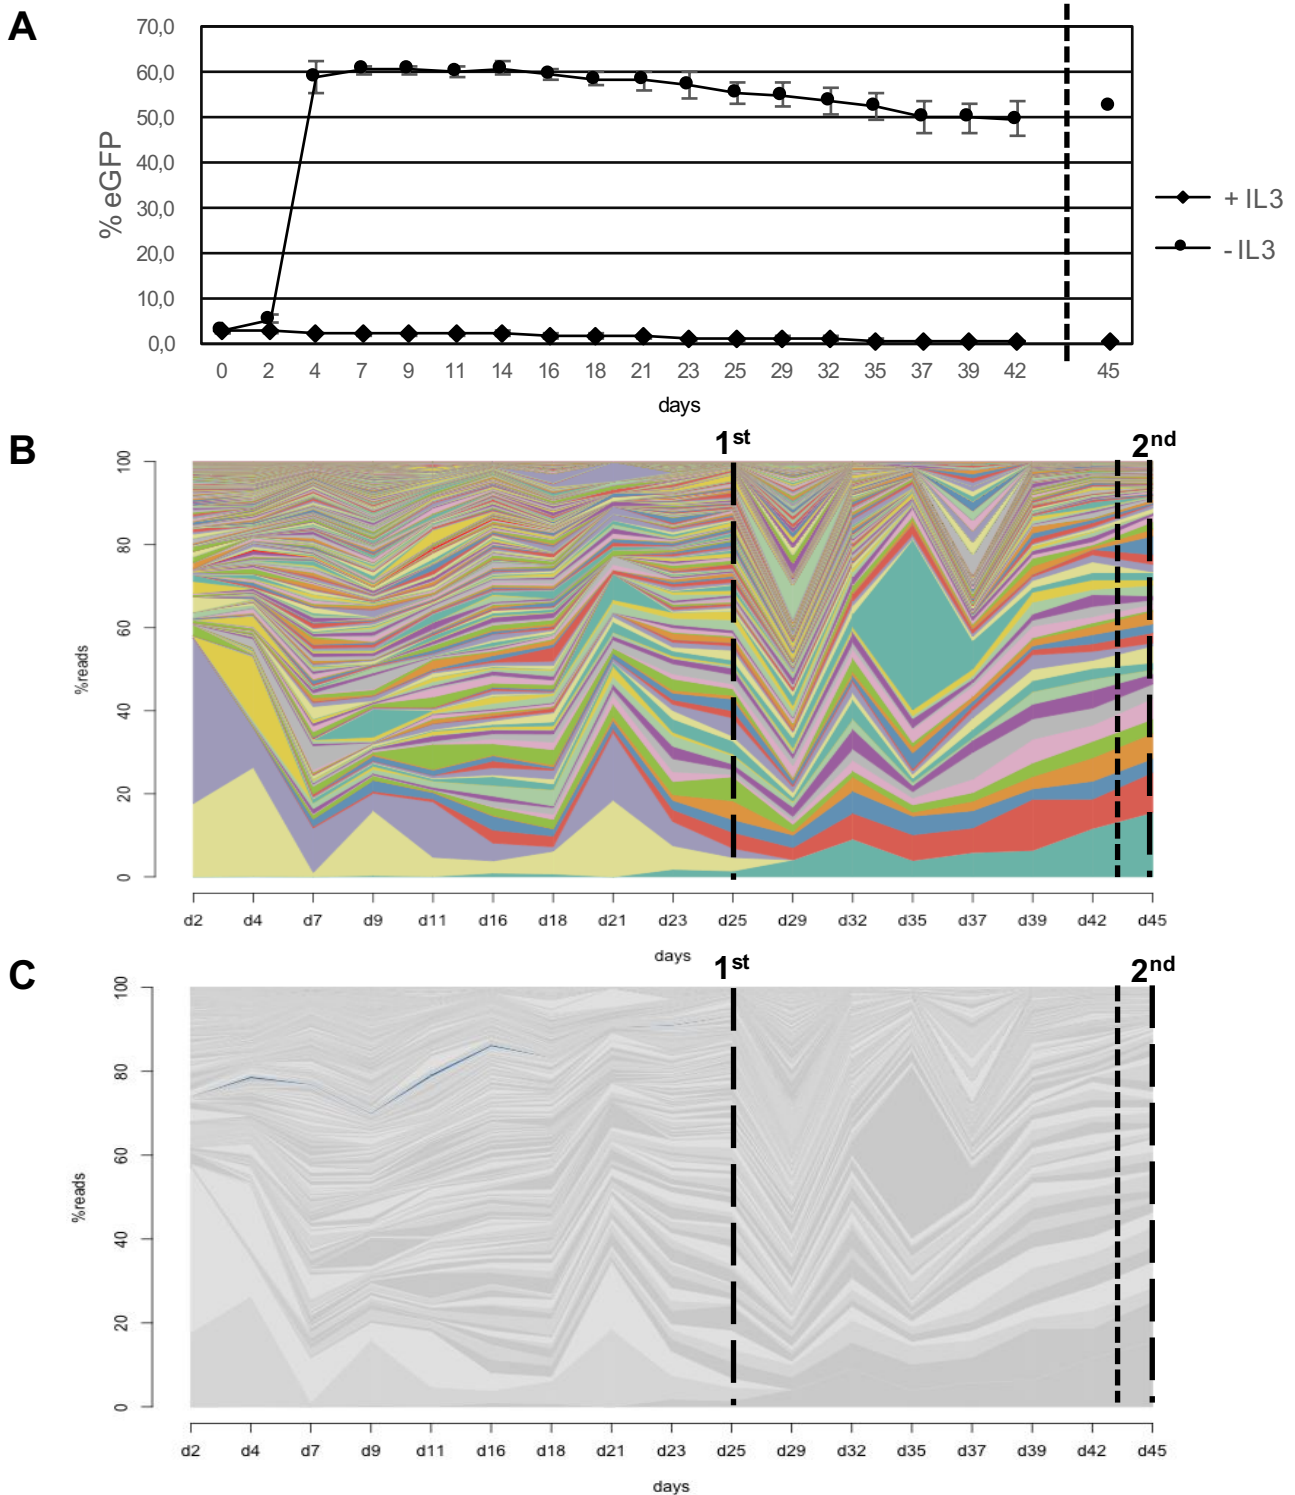 A
% eGFP
70,0
60,0
50,0
40,0
30,0
20,0
10,0
0,0
0 2 4 7 9 11 14 16 18 21 23 25 29 32 35 37 39 42 45
days
+ IL3
- IL3
B
1st 2nd
%reads
100
80
60
40
20
0
d2 d4 d7 d9 d11 d16 d18 d21 d23 d25 d29 d32 d35 d37 d39 d42 d45
days
C
1st 2nd
%reads
100
80
60
40
20
0
d2 d4 d7 d9 d11 d16 d18 d21 d23 d25 d29 d32 d35 d37 d39 d42 d45
days